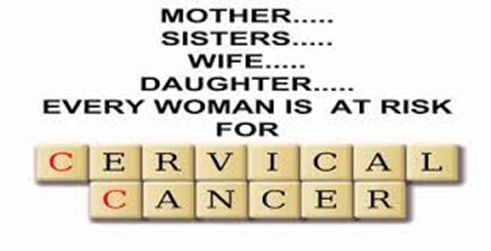 MOTHER.....
SISTERS.....
WIFE.....
DAUGHTER.....
EVERY WOMAN IS AT RISK
FOR
CERVICAL
CANCER